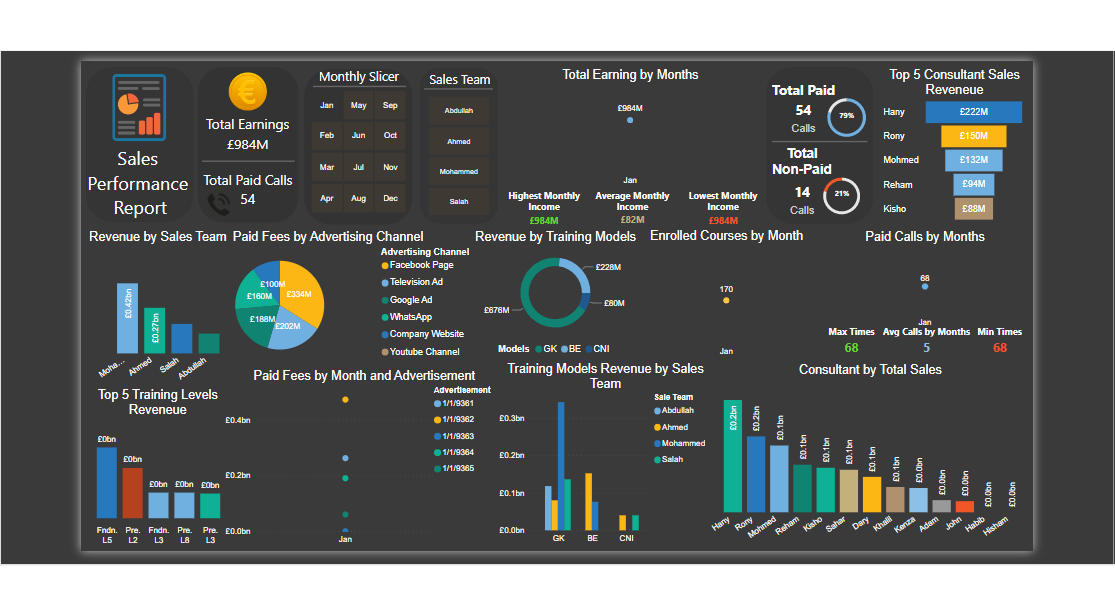 Sales
Performance
Report
Total Earnings
£984M
Total Paid Calls
54
Monthly Slicer
Jan May Sep
Feb Jun Oct
Mar Jul Nov
Apr Aug Dec
Sales Team
Abdullah
Ahmed
Mohammed
Salah
Total Earning by Months
£984M
Jan
Highest Monthly
Income
£984M
Average Monthly
Income
£82M
Lowest Monthly
Income
£984M
Total Paid
54
Calls
79%
Total
Non-Paid
14
Calls
21%
Top 5 Consultant Sales
Reveneue
Hany £222M
Rony £150M
Mohmed £132M
Reham £94M
Kisho £88M
Revenue by Sales Team
£0.42bn
£0.27bn
Moha...
Ahmed
Salah
Abdullah
Paid Fees by Advertising Channel
£100M
£334M
£160M
£188M
£202M
Advertising Channel
Facebook Page
Television Ad
Google Ad
WhatsApp
Company Website
Youtube Channel
Revenue by Training Models
£228M
£80M
£676M
Models GK BE CNI
Enrolled Courses by Month
170
Jan
Paid Calls by Months
68
Jan
Max Times
68
Avg Calls by Months
5
Min Times
68
Top 5 Training Levels
Reveneue
£0bn
£0bn
£0bn
£0bn
£0bn
Fndn.
L5
Pre.
L2
Fndn.
L3
Pre.
L8
Pre.
L3
Paid Fees by Month and Advertisement
£0.4bn
£0.2bn
£0.0bn
Jan
Advertisement
1/1/9361
1/1/9362
1/1/9363
1/1/9364
1/1/9365
Training Models Revenue by Sales
Team
£0.3bn
£0.2bn
£0.1bn
£0.0bn
GK BE CNI
Sale Team
Abdullah
Ahmed
Mohammed
Salah
Consultant by Total Sales
£0.2bn
£0.2bn
£0.1bn
£0.1bn
£0.1bn
£0.1bn
£0.1bn
£0.1bn
£0.0bn
£0.0bn
£0.0bn
£0.0bn
£0.0bn
Hany
Rony
Mohmed
Reham
Kisho
Sahar
Dary
Khalil
Kenza
Adam
John
Habib
Hisham